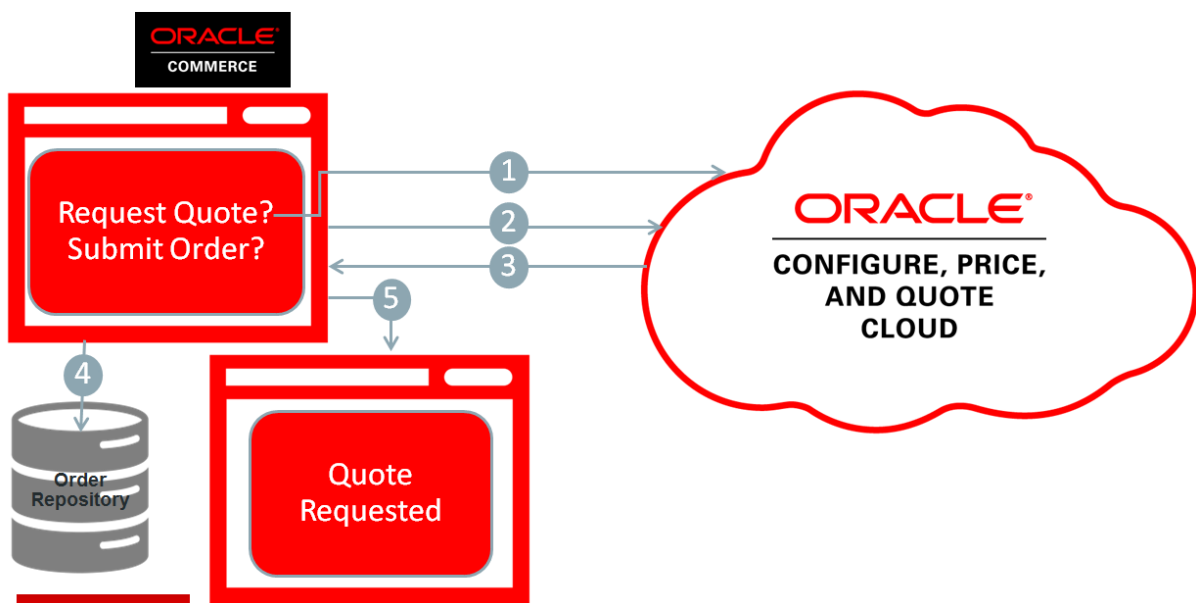 ORACLE
COMMERCE
Request Quote?
Submit Order?
1
2
3
5
4
ORACLE
CONFIGURE, PRICE,
AND QUOTE
CLOUD
Order
Repository
Quote
Requested